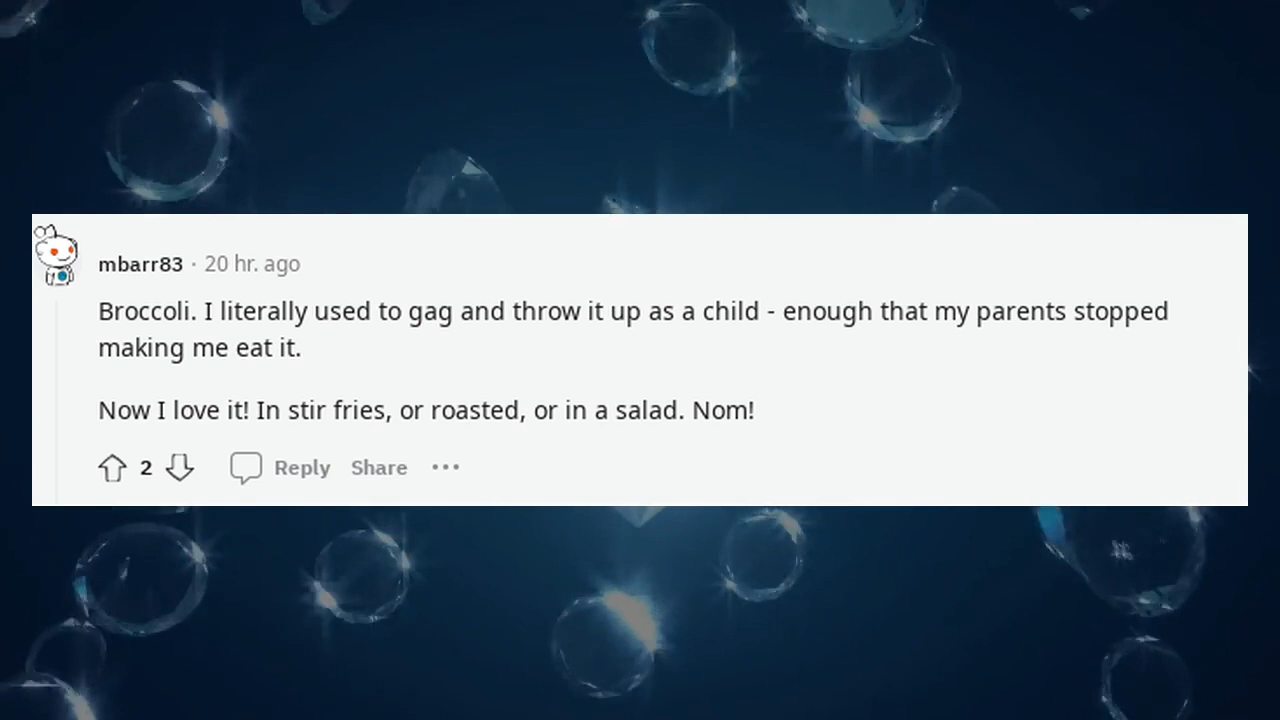 mbarr83 · 20 hr. ago
Broccoli. I literally used to gag and throw it up as a child - enough that my parents stopped
making me eat it.
Now I love it! In stir fries, or roasted, or in a salad. Nom!
2 Reply Share ···